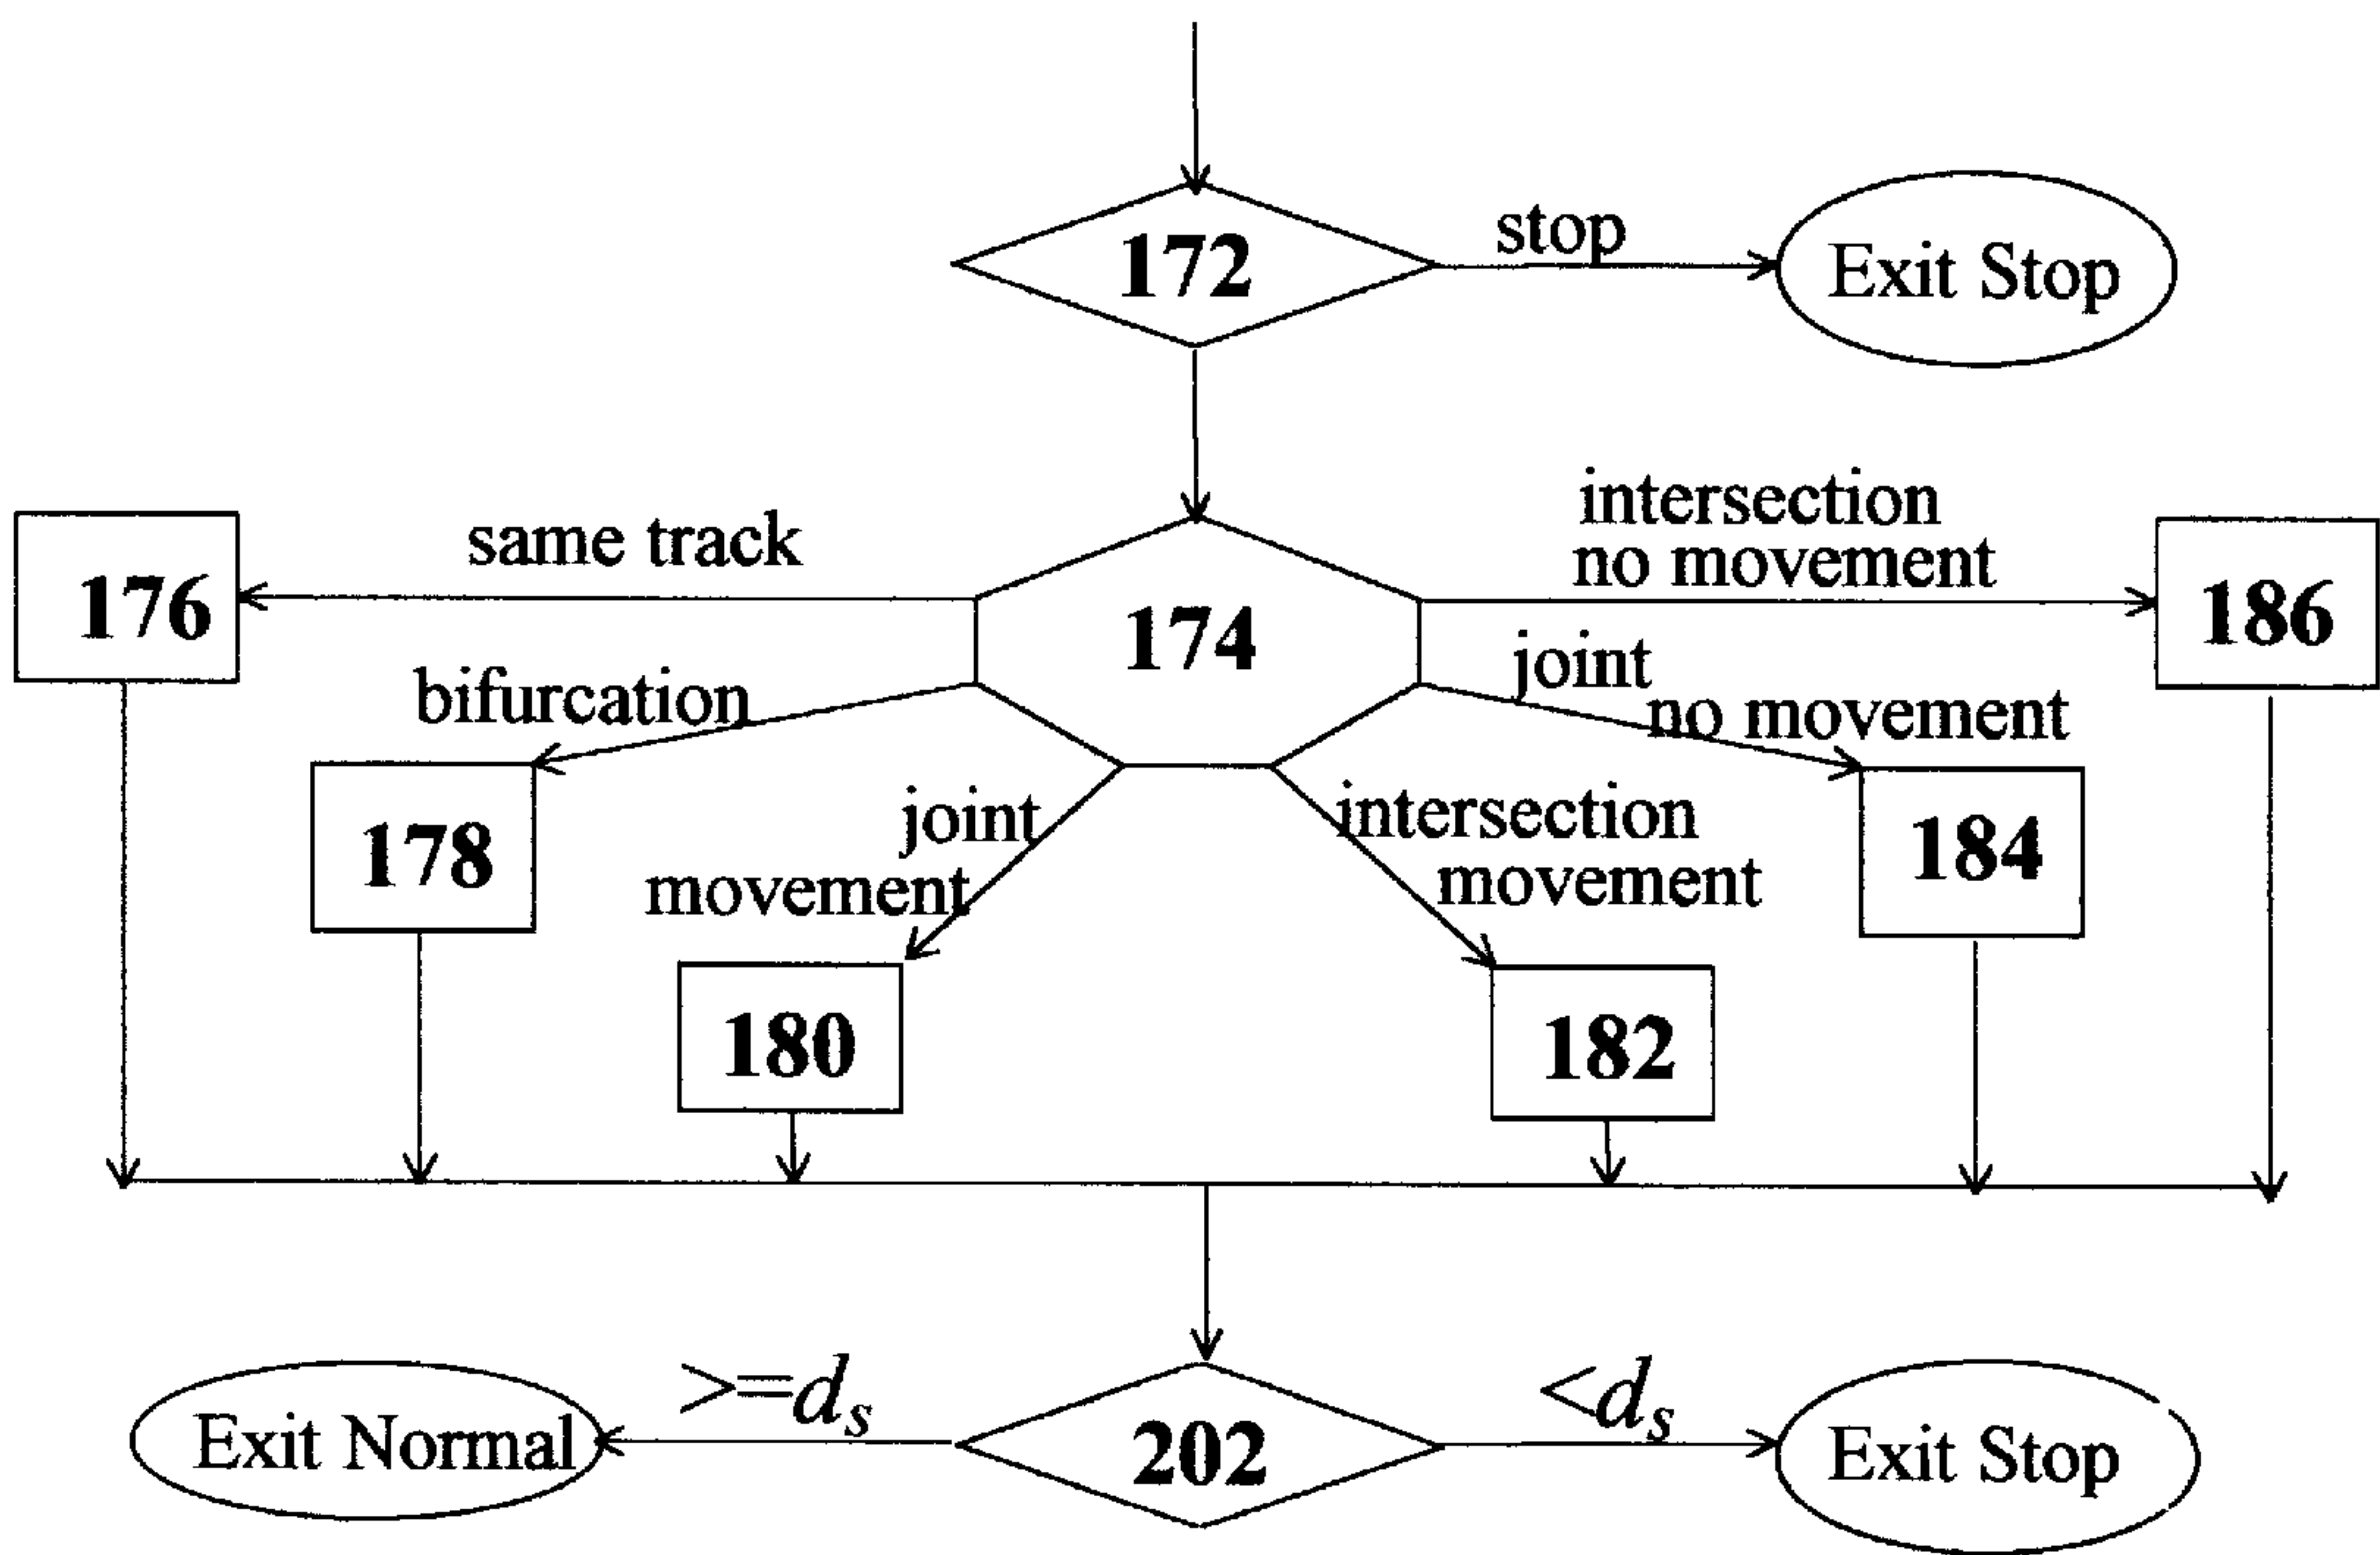 172
stop
Exit Stop
same track
174
intersection
no movement
176
186
bifurcation
joint
no movement
178
joint
movement
intersection
movement
184
180
182
Exit Normal
>=d_s
202
<d_s
Exit Stop